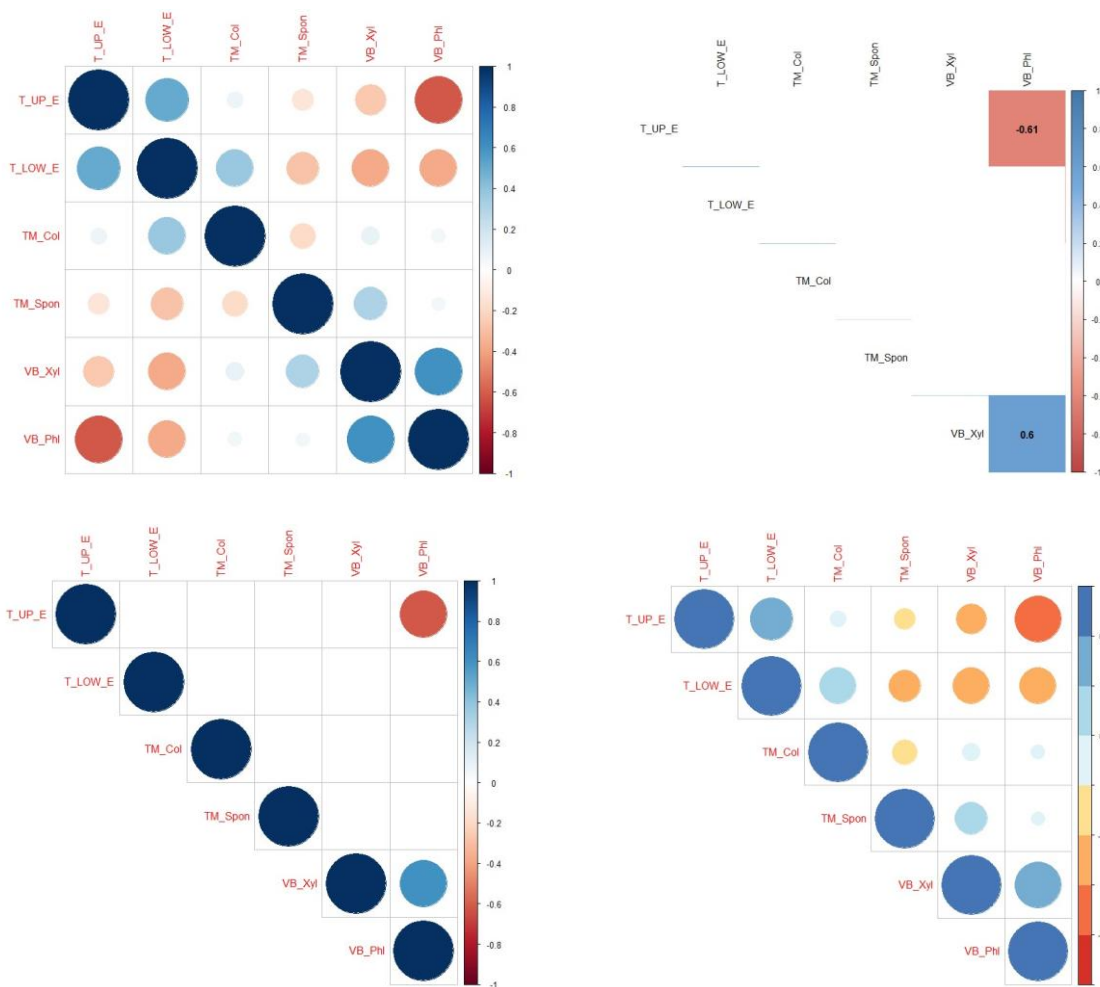 T_UP_E
T_LOW_E
TM_Col
TM_Spon
VB_Xyl
VB_Phl
T_UP_E
T_LOW_E
TM_Col
TM_Spon
VB_Xyl
VB_Phl
1
0.8
0.6
0.4
0.2
0
-0.2
-0.4
-0.6
-0.8
-1
T_LOW_E
TM_Col
TM_Spon
VB_Xyl
VB_Phl
T_UP_E
-0.61
T_LOW_E
TM_Col
TM_Spon
VB_Xyl
0.6
T_UP_E
T_LOW_E
TM_Col
TM_Spon
VB_Xyl
VB_Phl
T_UP_E
T_LOW_E
TM_Col
TM_Spon
VB_Xyl
VB_Phl
1
0.8
0.6
0.4
0.2
0
-0.2
-0.4
-0.6
-0.8
-1
T_UP_E
T_LOW_E
TM_Col
TM_Spon
VB_Xyl
VB_Phl
T_UP_E
T_LOW_E
TM_Col
TM_Spon
VB_Xyl
VB_Phl